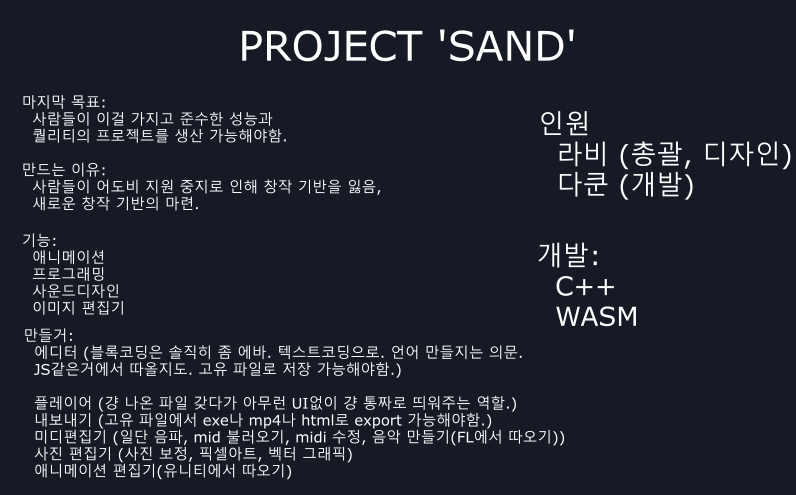 PROJECT 'SAND'
마지막 목표:
사람들이 이걸 가지고 준수한 성능과
퀄리티의 프로젝트를 생산 가능해야함.
만드는 이유:
사람들이 어도비 지원 중지로 인해 창작 기반을 잃음,
새로운 창작 기반의 마련.
기능:
애니메이션
프로그래밍
사운드디자인
이미지 편집기
만들거:
에디터 (블록코딩은 솔직히 좀 에바. 텍스트코딩으로. 언어 만들지는 의문.
JS같은거에서 따올지도. 고유 파일로 저장 가능해야함.)
플레이어 (걍 나온 파일 갖다가 아무런 UI없이 걍 통짜로 띄워주는 역할.)
내보내기 (고유 파일에서 exe나 mp4나 html로 export 가능해야함.)
미디편집기 (일단 음파, mid 불러오기, midi 수정, 음악 만들기(FL에서 따오기))
사진 편집기 (사진 보정, 픽셀아트, 벡터 그래픽)
애니메이션 편집기(유니티에서 따오기)
인원
라비 (총괄, 디자인)
다쿤 (개발)
개발:
C++
WASM